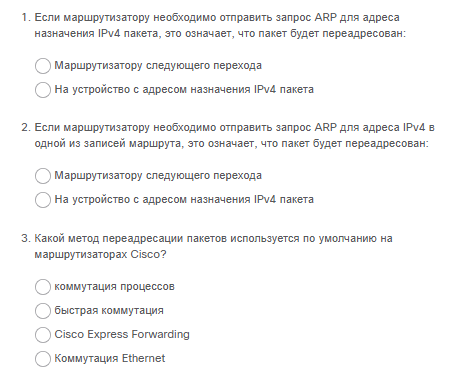 1. Если маршрутизатору необходимо отправить запрос ARP для адреса
назначения IPv4 пакета, это означает, что пакет будет переадресован:
Маршрутизатору следующего перехода
На устройство с адресом назначения IPv4 пакета
2. Если маршрутизатору необходимо отправить запрос ARP для адреса IPv4 в
одной из записей маршрута, это означает, что пакет будет переадресован:
Маршрутизатору следующего перехода
На устройство с адресом назначения IPv4 пакета
3. Какой метод переадресации пакетов используется по умолчанию на
маршрутизаторах Cisco?
коммутация процессов
быстрая коммутация
Cisco Express Forwarding
Коммутация Ethernet